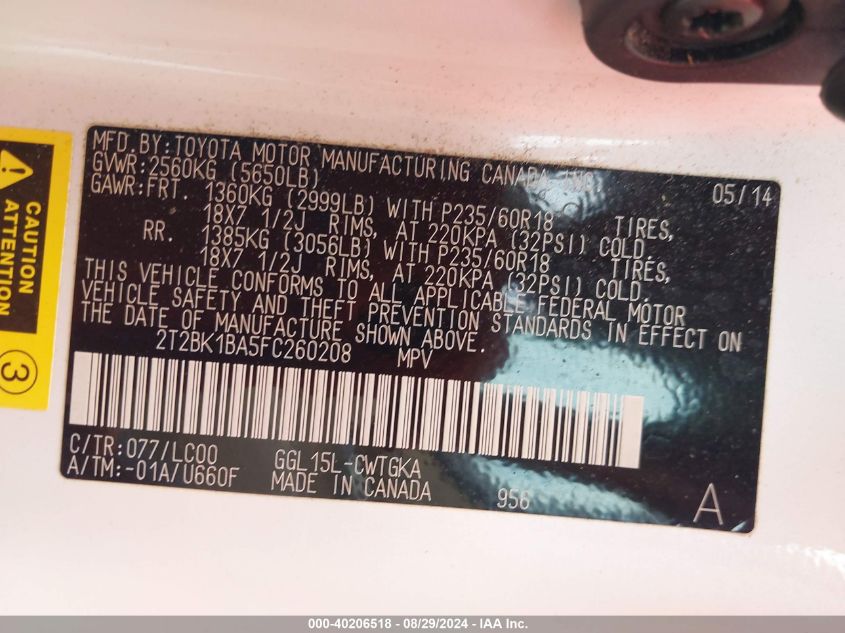 MFD.BY:TOYOTA MOTOR MANUFACTURING CANADA INC. 05/14
GVWR:2560KG (5650LB)
GAWR:FRT. 1360KG (2999LB) WITH P235/60R18 TIRES,
18X7 1/2J RIMS, AT 220KPA (32PSI) COLD.
RR. 1385KG (3056LB) WITH P235/60R18 TIRES,
18X7 1/2J RIMS, AT 220KPA (32PSI) COLD.
THIS VEHICLE CONFORMS TO ALL APPLICABLE FEDERAL MOTOR
VEHICLE SAFETY AND THEFT PREVENTION STANDARDS IN EFFECT ON
THE DATE OF MANUFACTURE SHOWN ABOVE.
2T2BK1BA5FC260208 MPV
C/TR:077/LC00 GGL15L-CWTGKA
A/TM:-01A/U660F MADE IN CANADA 956 A
CAUTION
ATTENTION
3
000-40206518 - 08/29/2024 - IAA Inc.